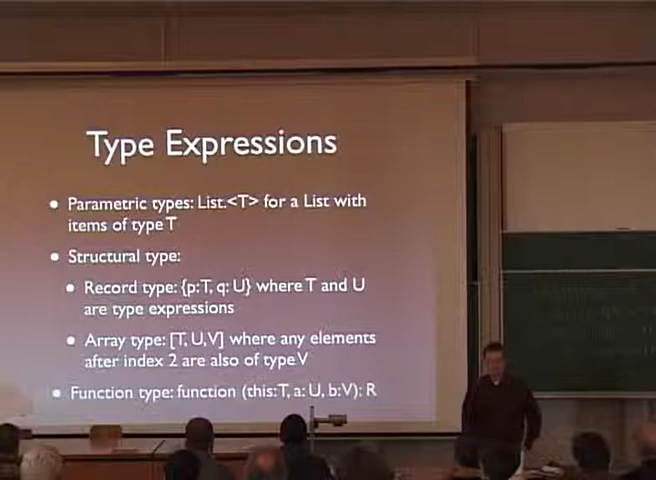 Type Expressions
• Parametric types: List.<T> for a List with
items of type T
• Structural type:
• Record type: {p:T, q: U} where T and U
are type expressions
• Array type: [T, U, V] where any elements
after index 2 are also of type V
• Function type: function (this:T, a: U, b:V): R